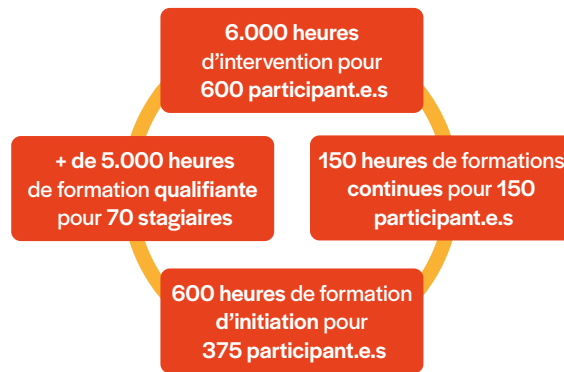 6.000 heures
d'intervention pour
600 participant.e.s
+ de 5.000 heures
de formation qualifiante
pour 70 stagiaires
150 heures de formations
continues pour 150
participant.e.s
600 heures de formation
d'initiation pour
375 participant.e.s